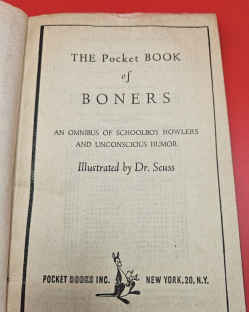 THE Pocket BOOK
of
BONERS
AN OMNIBUS OF SCHOOLBOY HOWLERS
AND UNCONSCIOUS HUMOR
Illustrated by Dr. Seuss
POCKET BOOKS INC. NEW YORK, 20, N.Y.